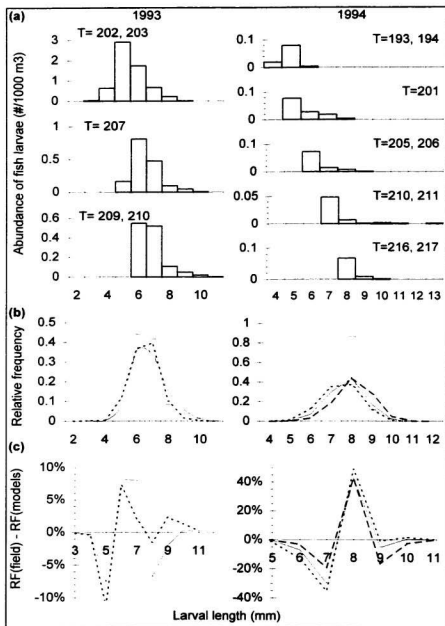 1993 1994
(a)
Abundance of fish larvae (#/1000 m3)
T= 202, 203
3
2
1
0
T=193, 194
0.1
0
T=201
0.1
0
T= 207
1
0.5
0
T=205, 206
0.1
0
T=210, 211
0.05
0
T= 209, 210
0.6
0.4
0.2
0.0
T=216, 217
0.1
0
2 4 6 8 10
4 5 6 7 8 9 10 11 12 13
(b)
Relative frequency
0.5
0.4
0.3
0.2
0.1
0
2 4 6 8 10
1
0.8
0.6
0.4
0.2
0
4 5 6 7 8 9 10 11 12
(c)
RF(field) - RF(models)
10%
5%
0%
-5%
-10%
3 5 7 9 11
40%
20%
0%
-20%
-40%
5 6 7 8 9 10 11
Larval length (mm)